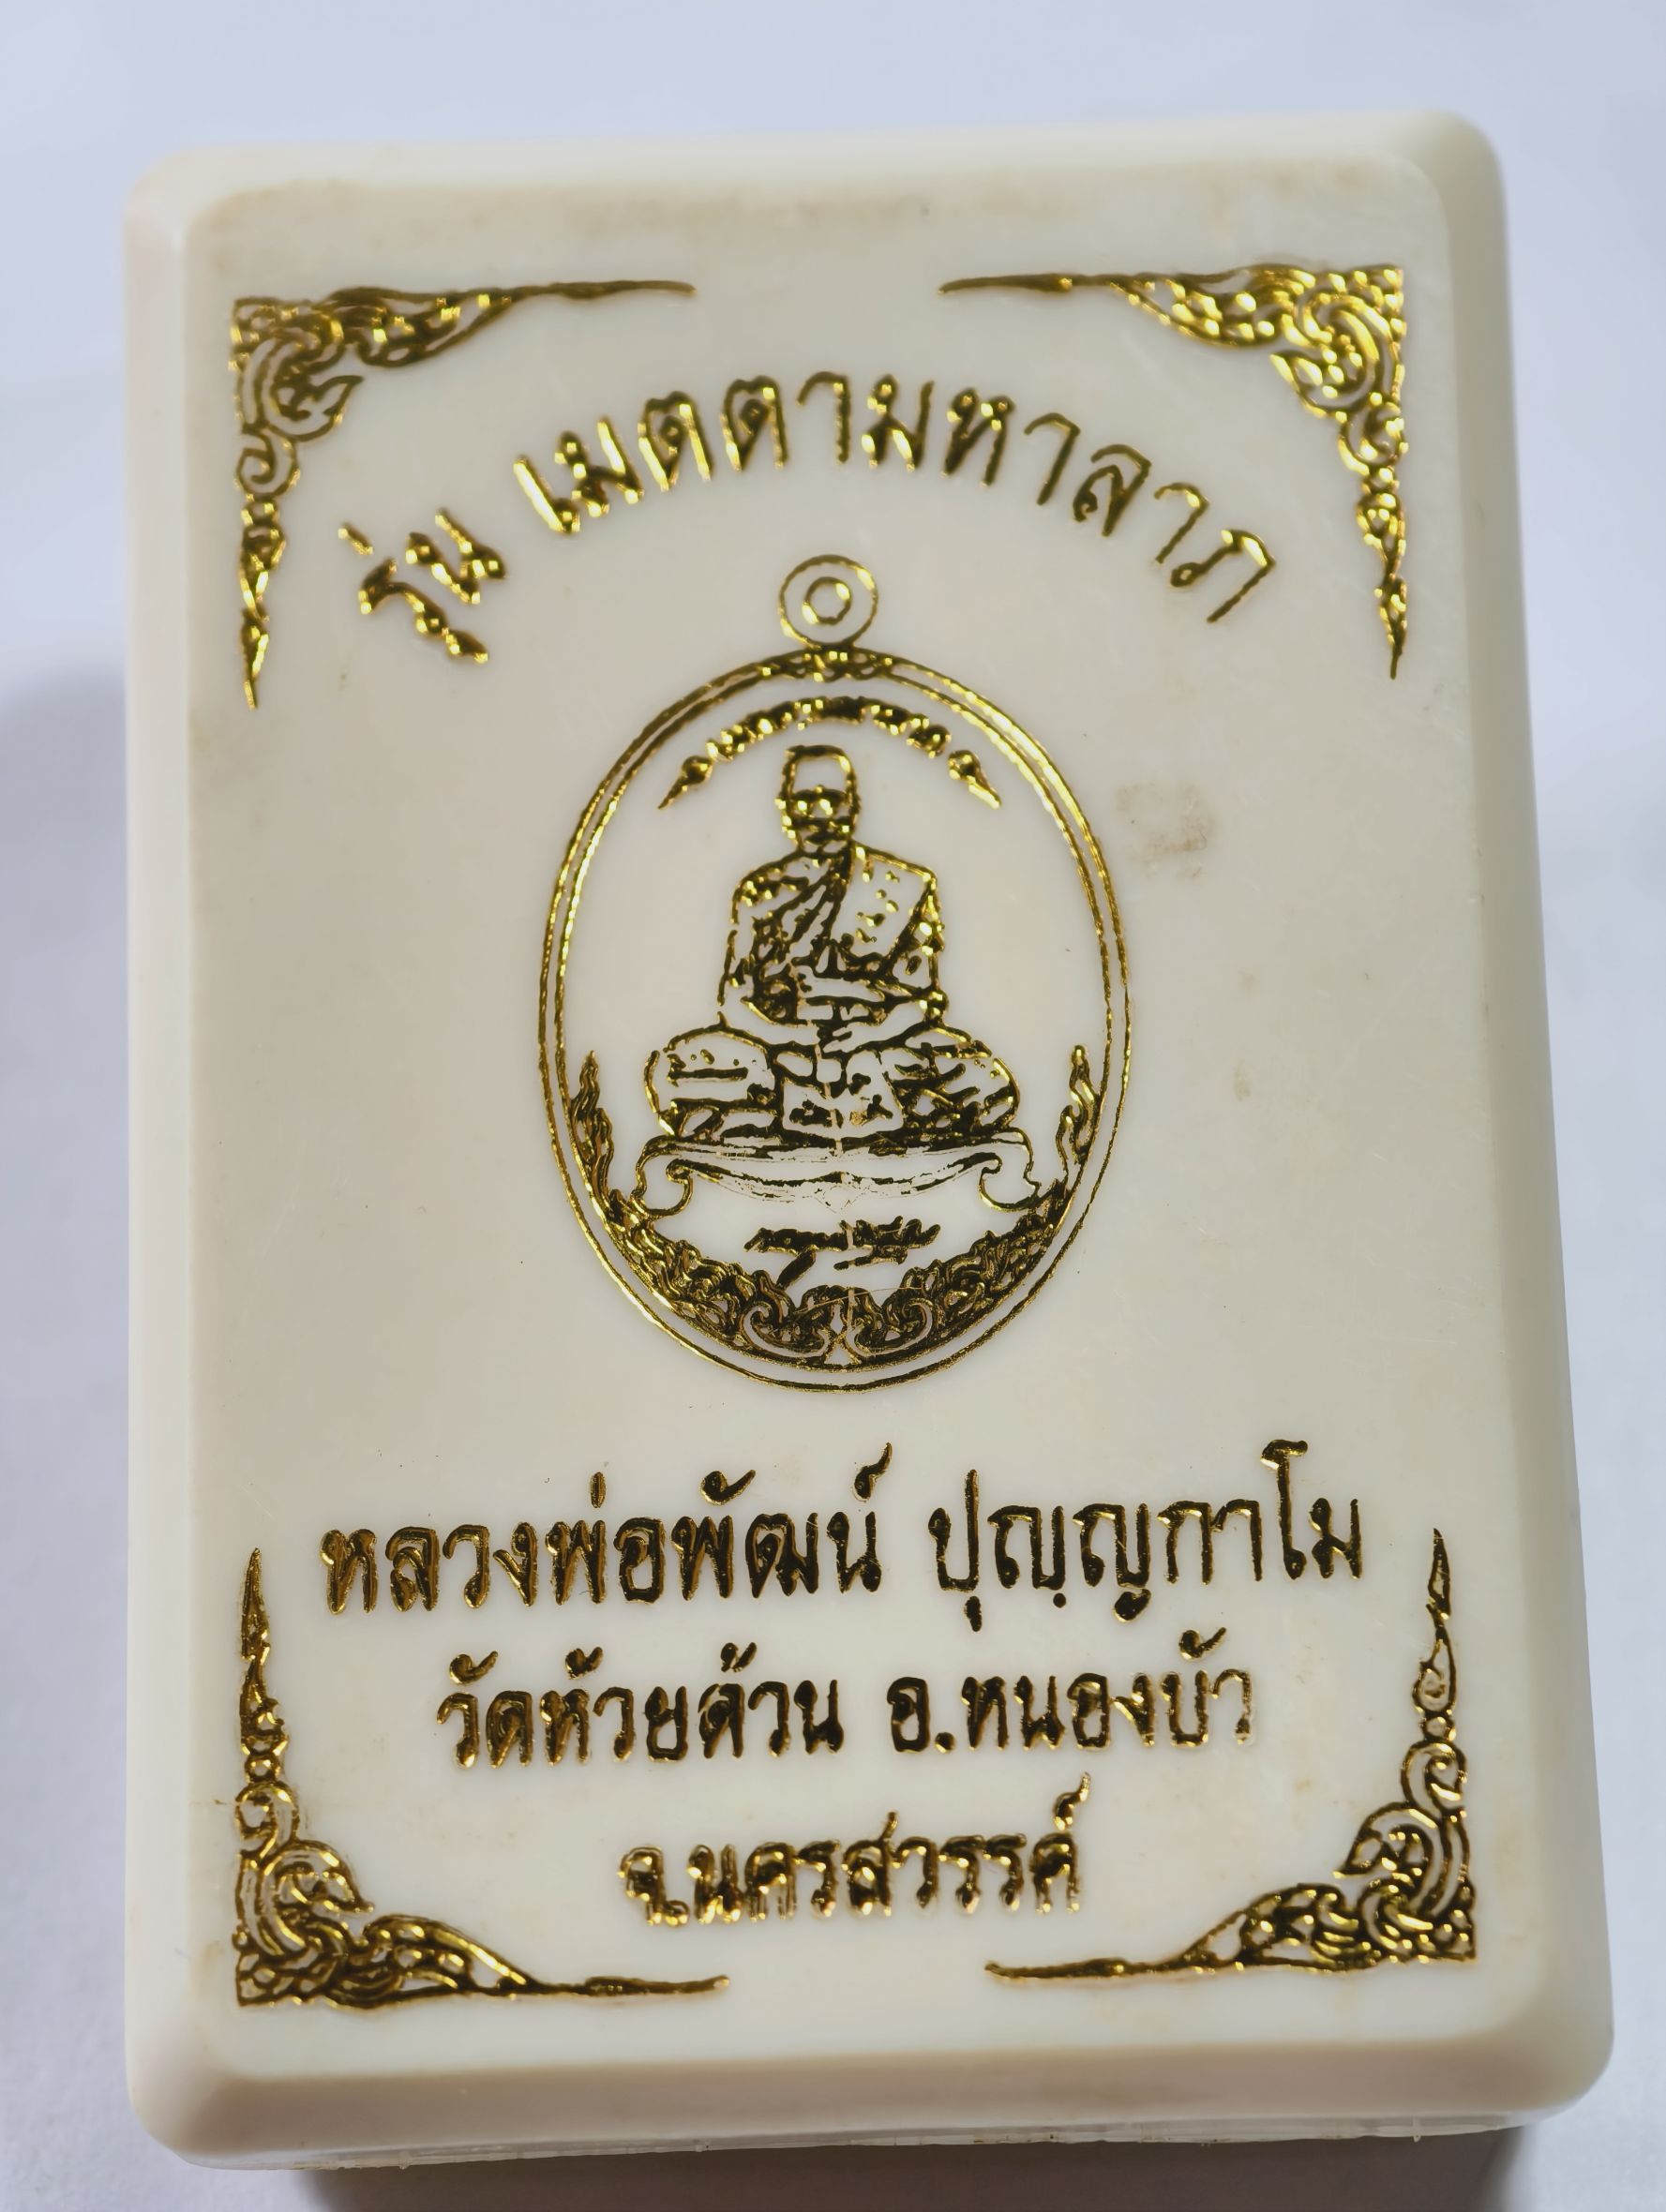 รุ่น เมตตามหาลาภ
หลวงพ่อพัฒน์ ปุญฺญกาโม
วัดห้วยด้วน อ.หนองบัว
จ.นครสวรรค์